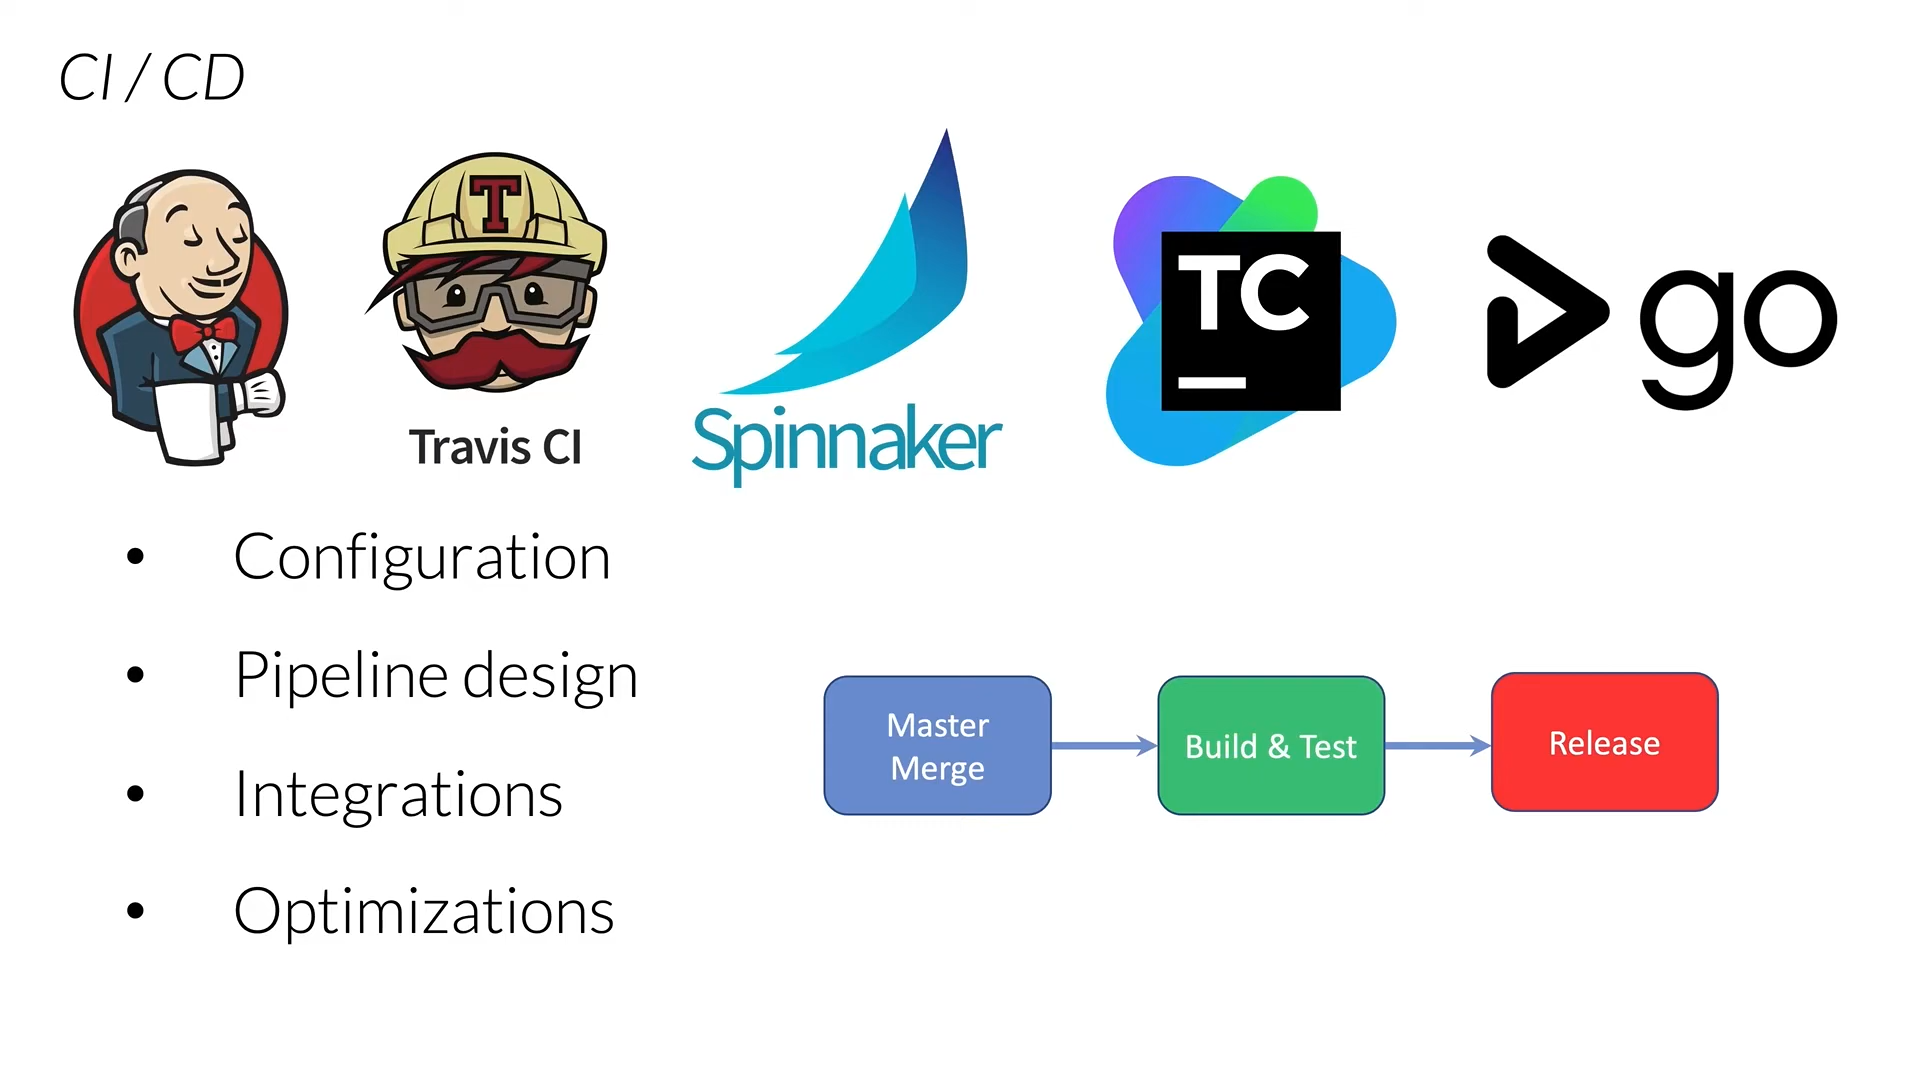 CI / CD
T
Travis CI
Spinnaker
TC
go
• Configuration
• Pipeline design
• Integrations
• Optimizations
Master
Merge
Build & Test
Release